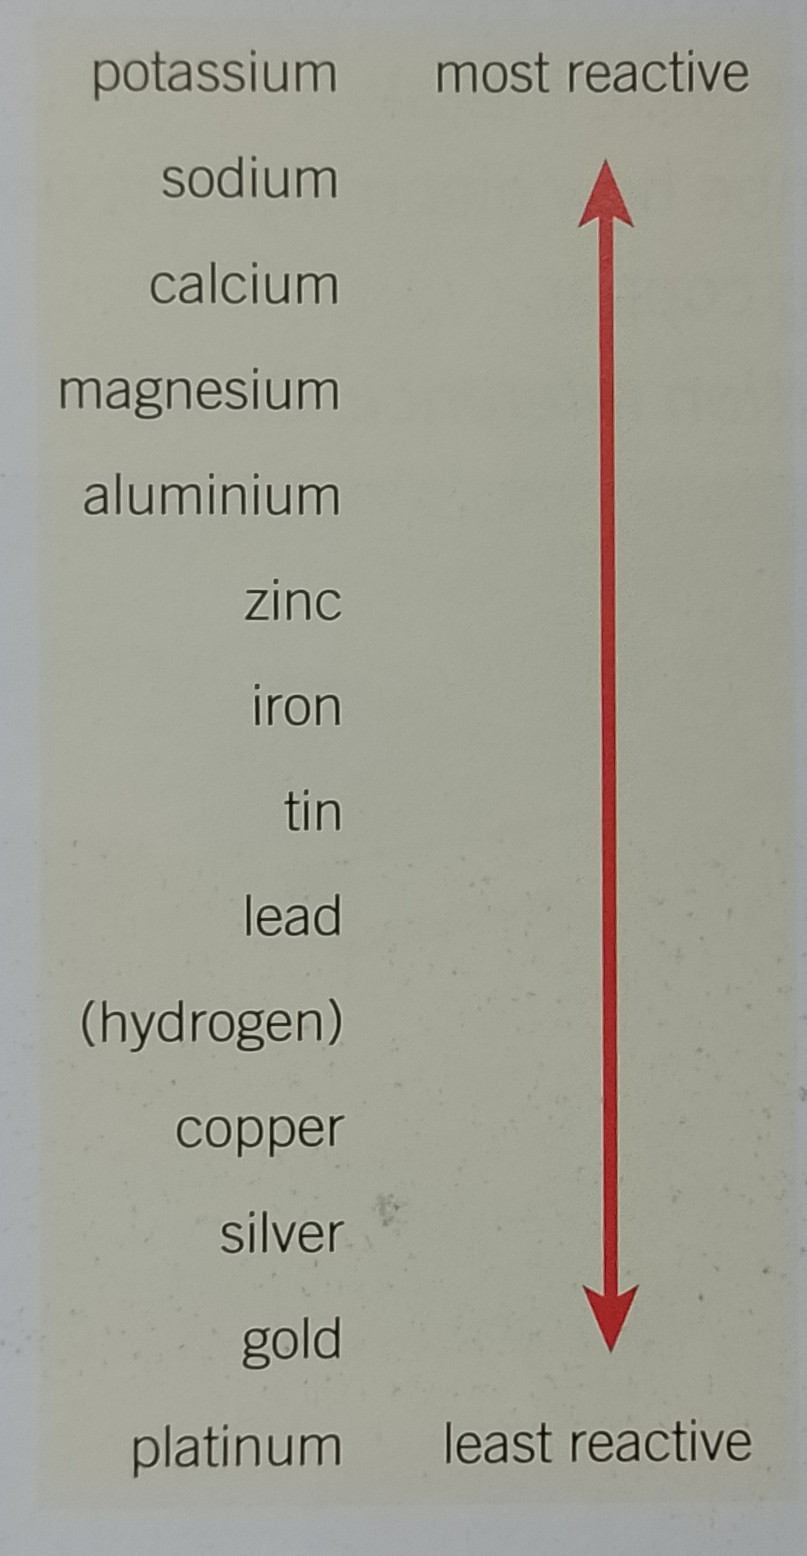 potassium most reactive
sodium
calcium
magnesium
aluminium
zinc
iron
tin
lead
(hydrogen)
copper
silver
gold
platinum least reactive